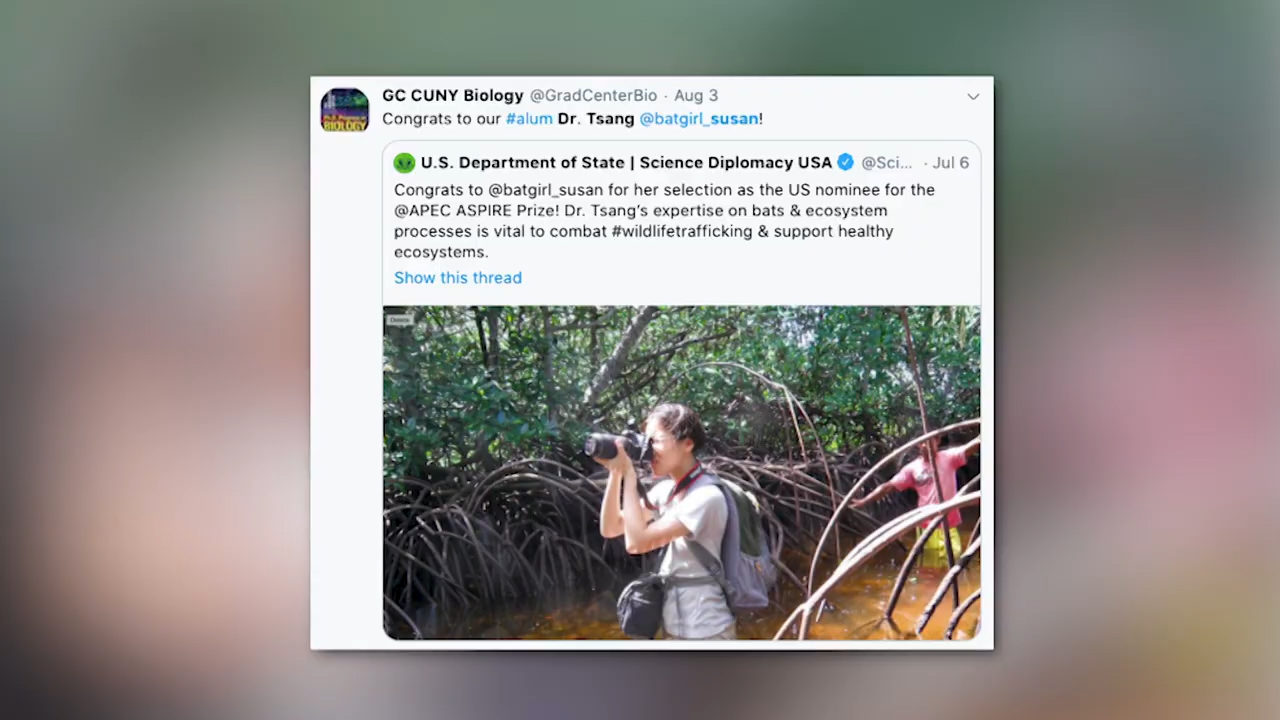 GC CUNY Biology @GradCenterBio · Aug 3
Congrats to our #alum Dr. Tsang @batgirl_susan!
U.S. Department of State | Science Diplomacy USA @Sci... · Jul 6
Congrats to @batgirl_susan for her selection as the US nominee for the
@APEC ASPIRE Prize! Dr. Tsang's expertise on bats & ecosystem
processes is vital to combat #wildlifetrafficking & support healthy
ecosystems.
Show this thread
BIOLOGY